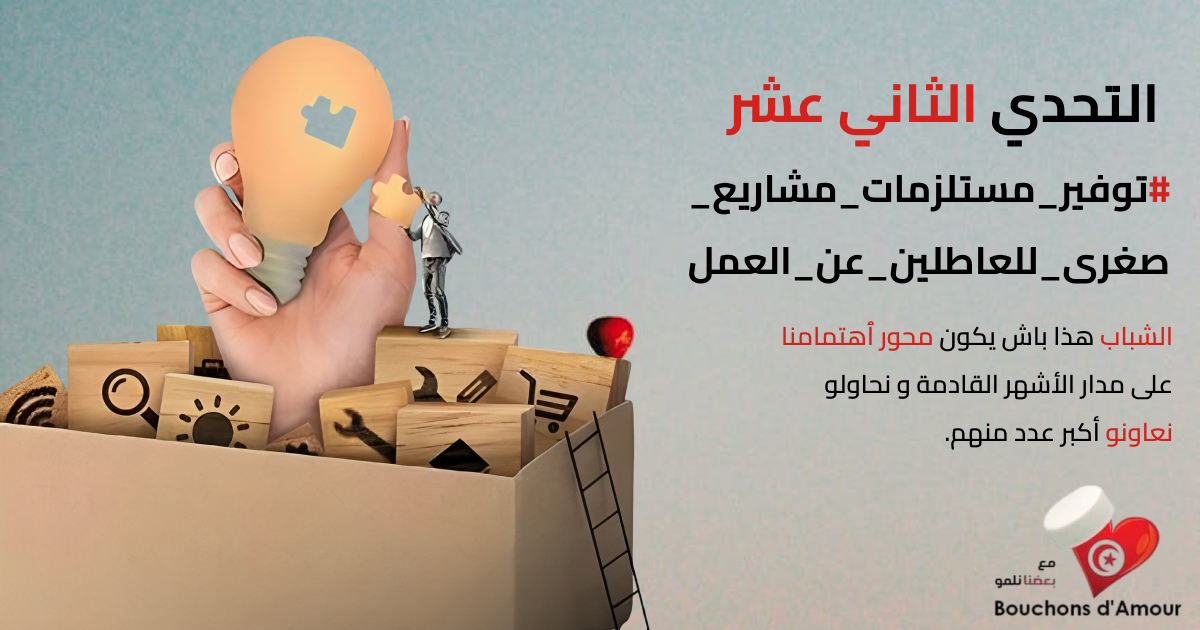 التحدي الثاني عشر
#توفير_مستلزمات_مشاريع_
صغرى_للعاطلين_عن_العمل
الشباب هذا باش يكون محور أهتمامنا
على مدار الأشهر القادمة و نحاولو
نعاونو أكبر عدد منهم.
مع
بعضنا نلمو
Bouchons d'Amour